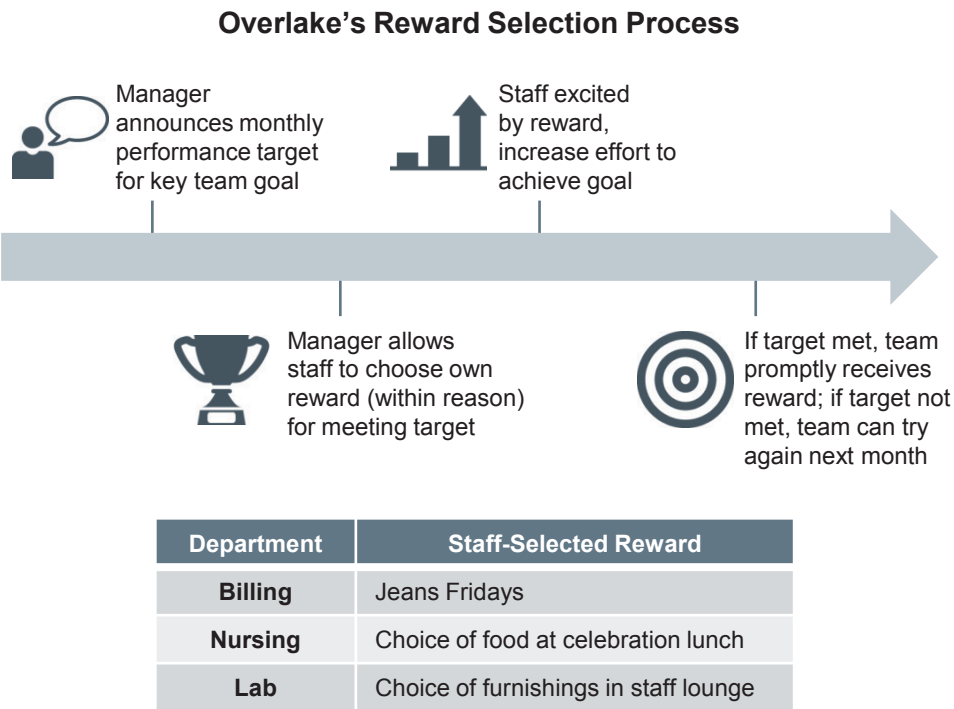 Overlake's Reward Selection Process
Manager
announces monthly
performance target
for key team goal
Staff excited
by reward,
increase effort to
achieve goal
Manager allows
staff to choose own
reward (within reason)
for meeting target
If target met, team
promptly receives
reward; if target not
met, team can try
again next month
Department Staff-Selected Reward
Billing Jeans Fridays
Nursing Choice of food at celebration lunch
Lab Choice of furnishings in staff lounge